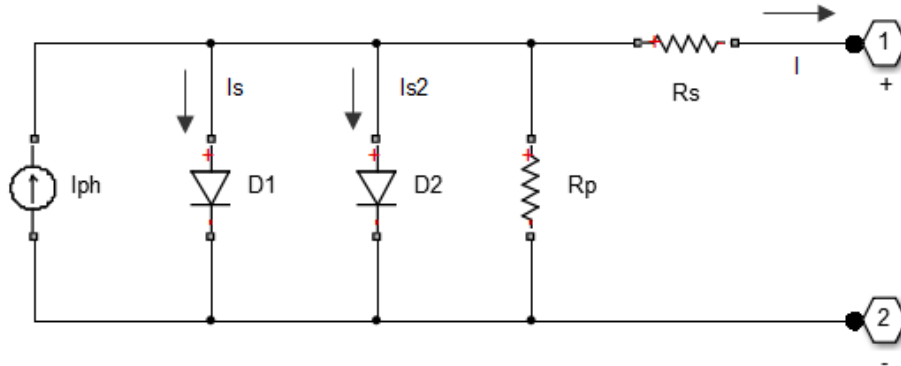 1
Is
Is2
I
Rs
+
Iph
D1
D2
Rp
2
-